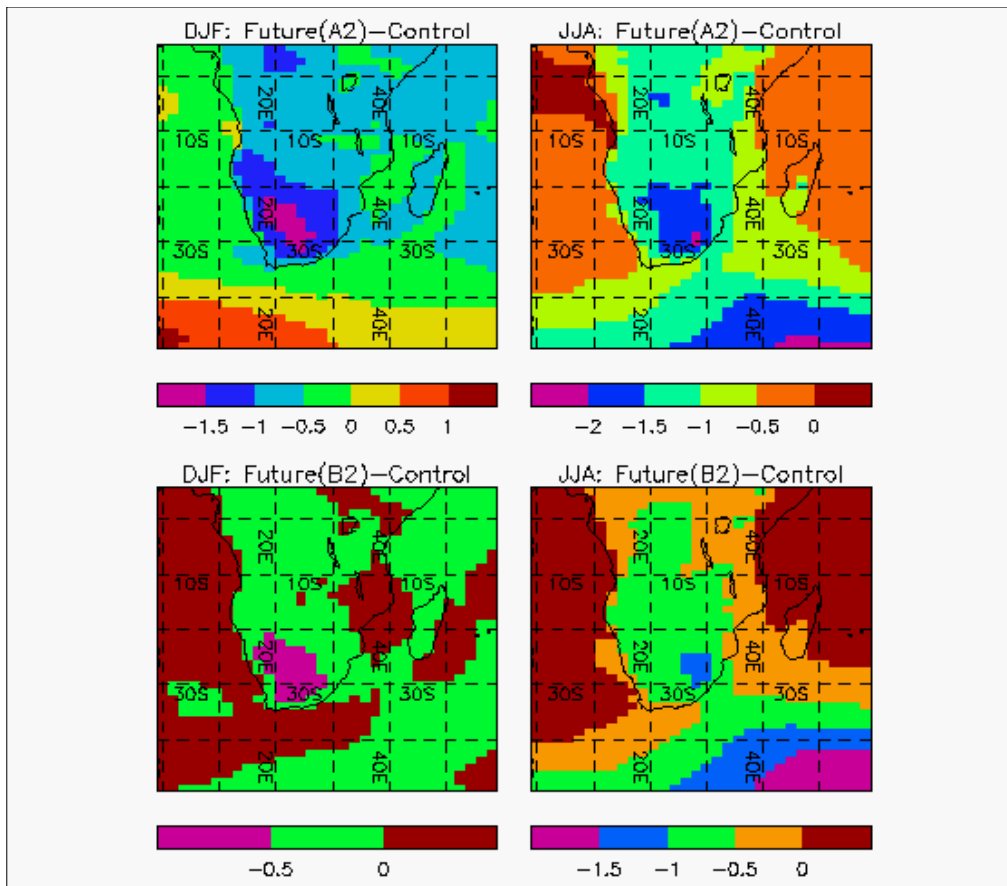 DJF: Future(A2)-Control JJA: Future(A2)-Control
20E 40E 20E 40E
10S 10S 10S 10S
20E 40E 20E 40E
30S 30S 30S 30S 30S 30S
20E 40E 20E 40E
-1.5 -1 -0.5 0 0.5 1 -2 -1.5 -1 -0.5 0
DJF: Future(B2)-Control JJA: Future(B2)-Control
20E 40E 20E 40E
10S 10S 10S 10S 10S 10S
20E 40E 20E 40E
30S 30S 30S 30S 30S 30S
20E 40E 20E 40E
-0.5 0 -1.5 -1 -0.5 0